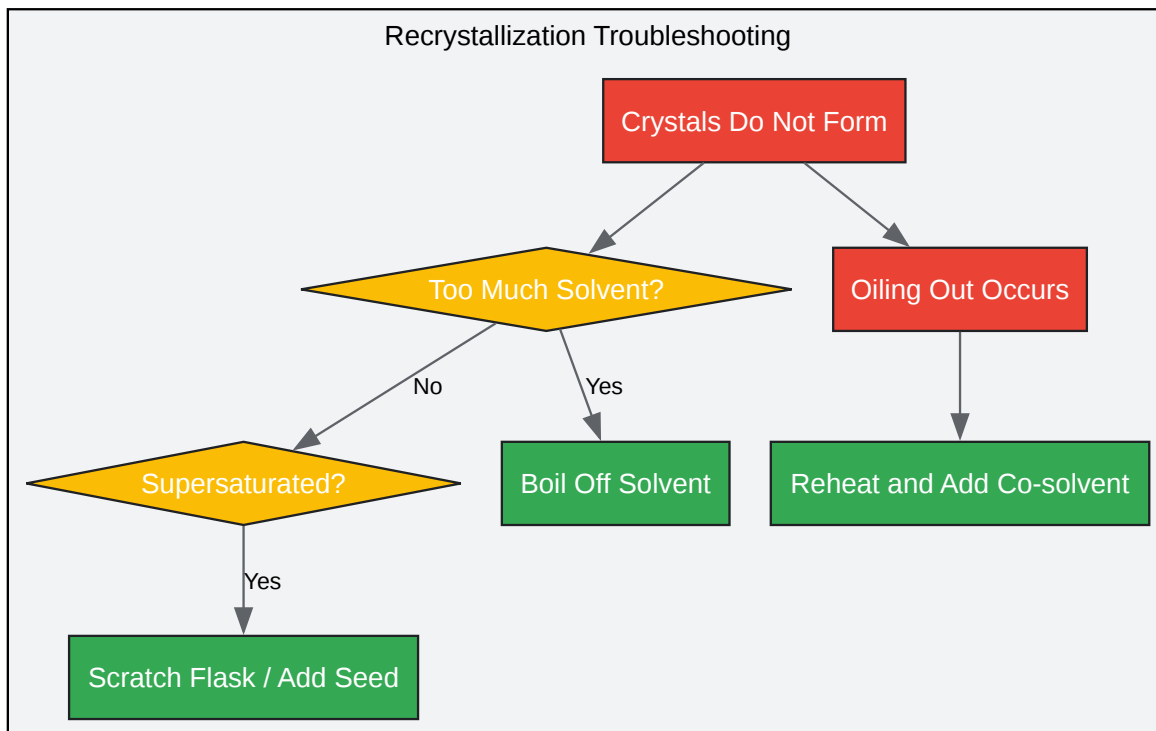 Recrystallization Troubleshooting
Crystals Do Not Form
Too Much Solvent?
Oiling Out Occurs
No
Yes
Supersaturated?
Boil Off Solvent
Reheat and Add Co-solvent
Yes
Scratch Flask / Add Seed